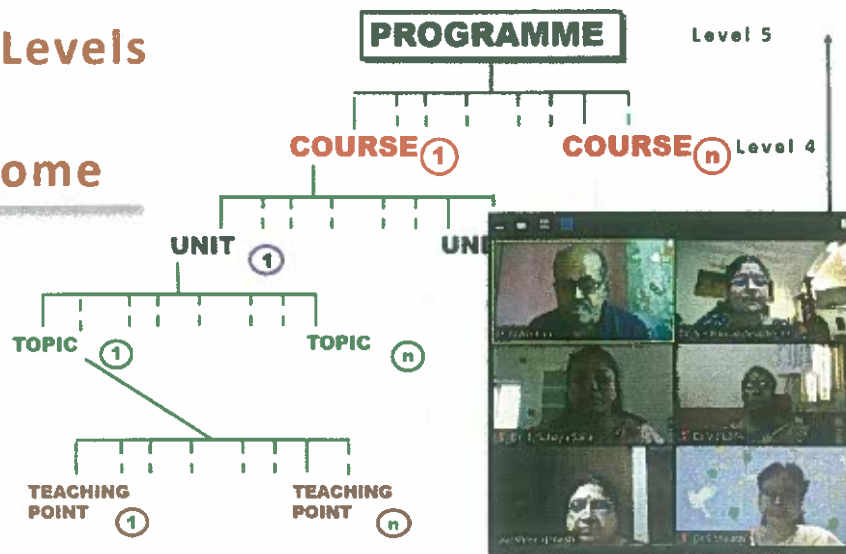 Levels
PROGRAMME
Level 5
ome
COURSE 1
COURSE n
Level 4
UNIT 1
TOPIC 1
TOPIC n
TEACHING
POINT 1
TEACHING
POINT n